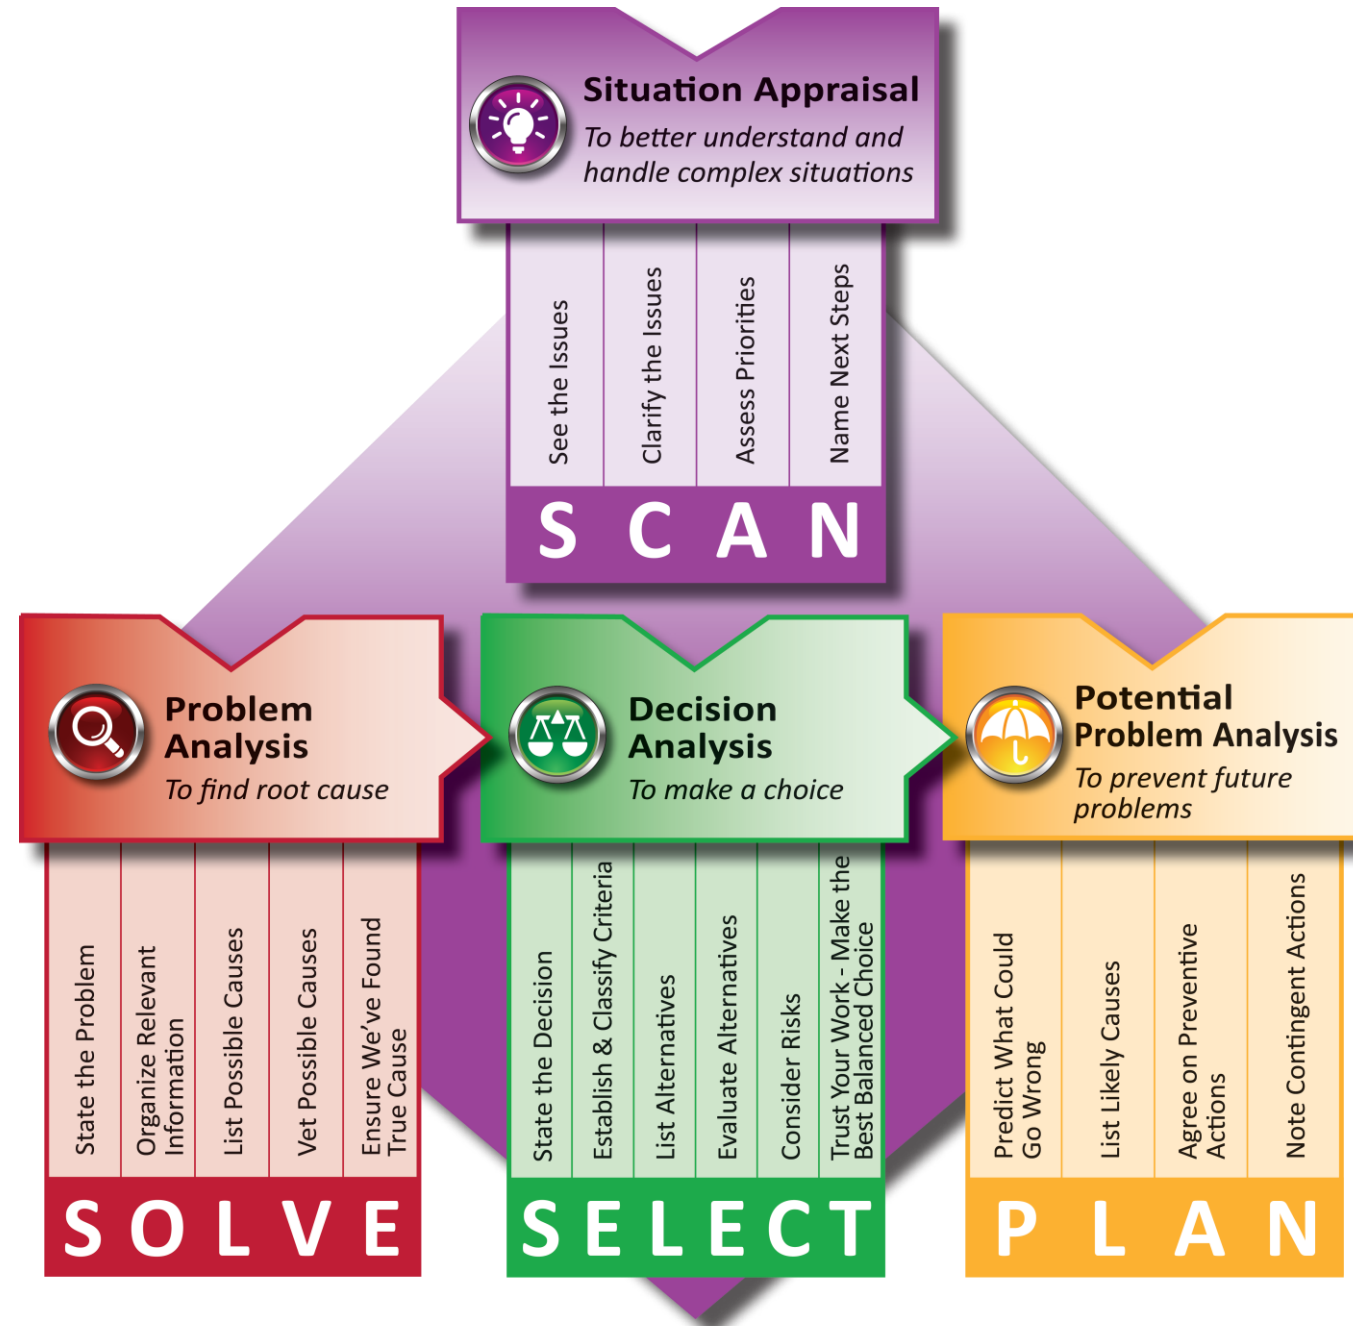 Situation Appraisal
To better understand and
handle complex situations
See the Issues
Clarify the Issues
Assess Priorities
Name Next Steps
S C A N
Problem
Analysis
To find root cause
State the Problem
Organize Relevant
Information
List Possible Causes
Vet Possible Causes
Ensure We've Found
True Cause
S O L V E
Decision
Analysis
To make a choice
State the Decision
Establish & Classify Criteria
List Alternatives
Evaluate Alternatives
Consider Risks
Trust Your Work - Make the
Best Balanced Choice
S E L E C T
Potential
Problem Analysis
To prevent future
problems
Predict What Could
Go Wrong
List Likely Causes
Agree on Preventive
Actions
Note Contingent Actions
P L A N